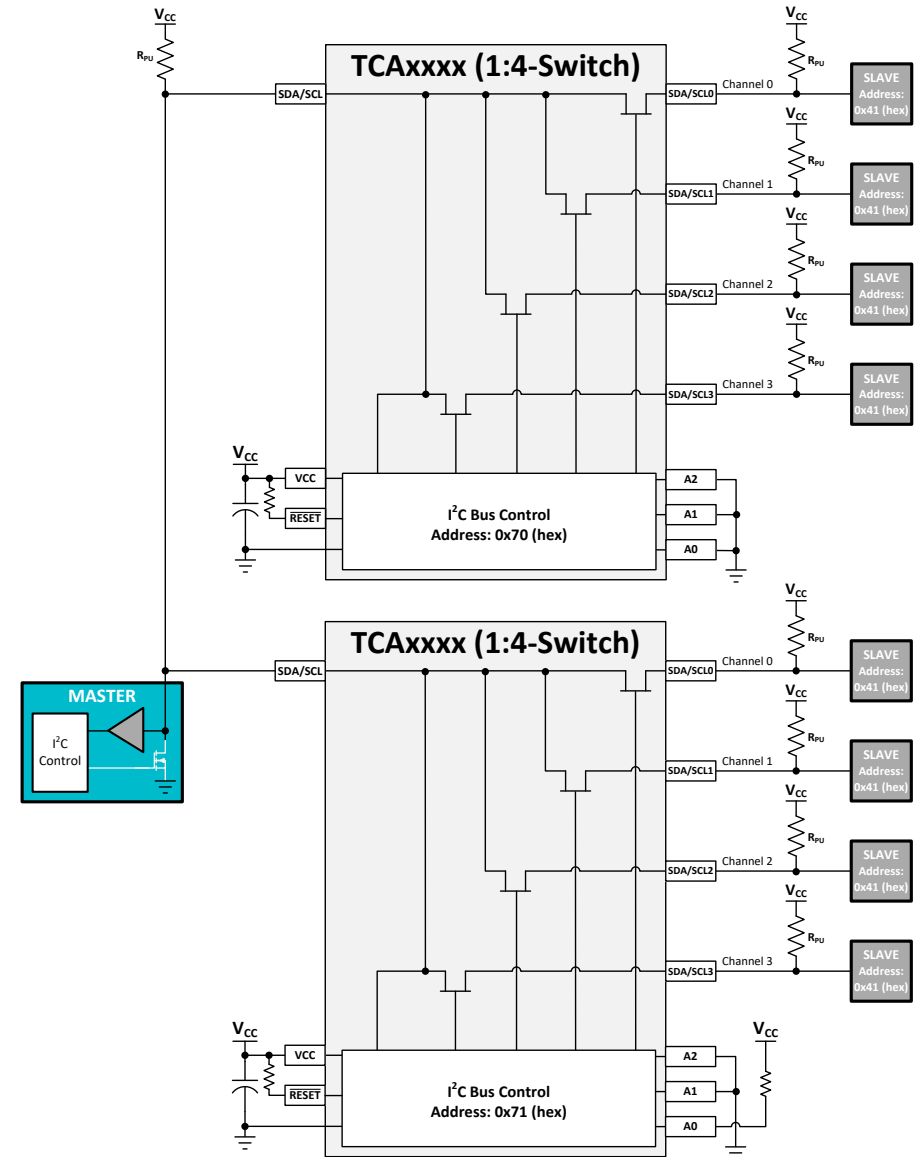 VCC
RPU
TCAxxxx (1:4-Switch)
SDA/SCL
SDA/SCL0
Channel 0
VCC
RPU
SLAVE
Address:
0x41 (hex)
SDA/SCL1
Channel 1
VCC
RPU
SLAVE
Address:
0x41 (hex)
SDA/SCL2
Channel 2
VCC
RPU
SLAVE
Address:
0x41 (hex)
SDA/SCL3
Channel 3
VCC
RPU
SLAVE
Address:
0x41 (hex)
VCC
VCC
RESET
I²C Bus Control
Address: 0x70 (hex)
A2
A1
A0
TCAxxxx (1:4-Switch)
SDA/SCL
SDA/SCL0
Channel 0
VCC
RPU
SLAVE
Address:
0x41 (hex)
MASTER
I²C
Control
SDA/SCL1
Channel 1
VCC
RPU
SLAVE
Address:
0x41 (hex)
SDA/SCL2
Channel 2
VCC
RPU
SLAVE
Address:
0x41 (hex)
SDA/SCL3
Channel 3
VCC
RPU
SLAVE
Address:
0x41 (hex)
VCC
VCC
RESET
I²C Bus Control
Address: 0x71 (hex)
A2
A1
A0
VCC